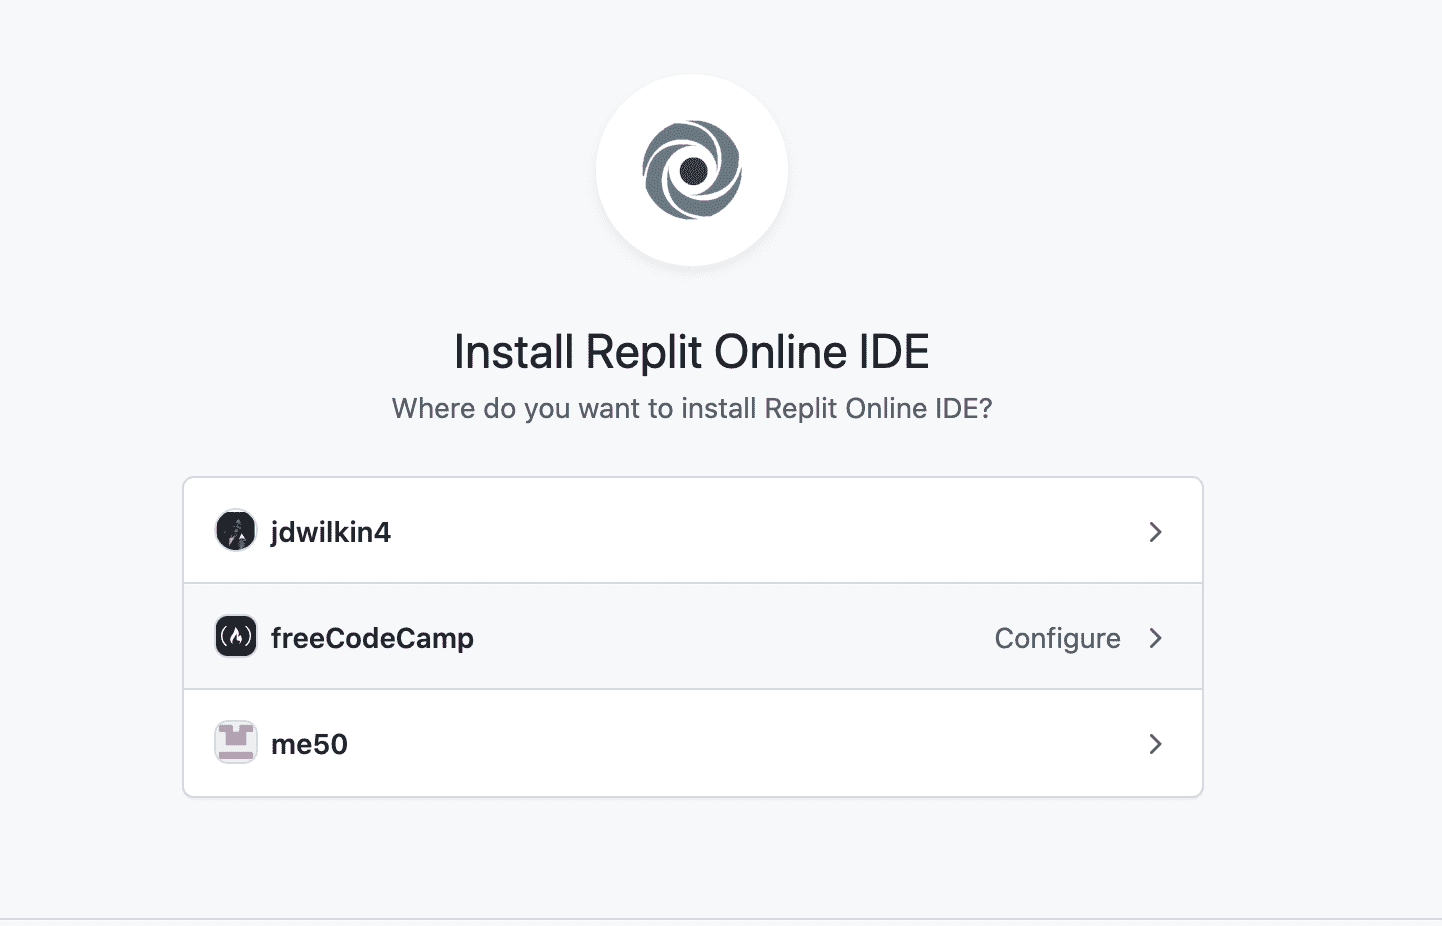 Install Replit Online IDE
Where do you want to install Replit Online IDE?
jdwilkin4
freeCodeCamp Configure
me50